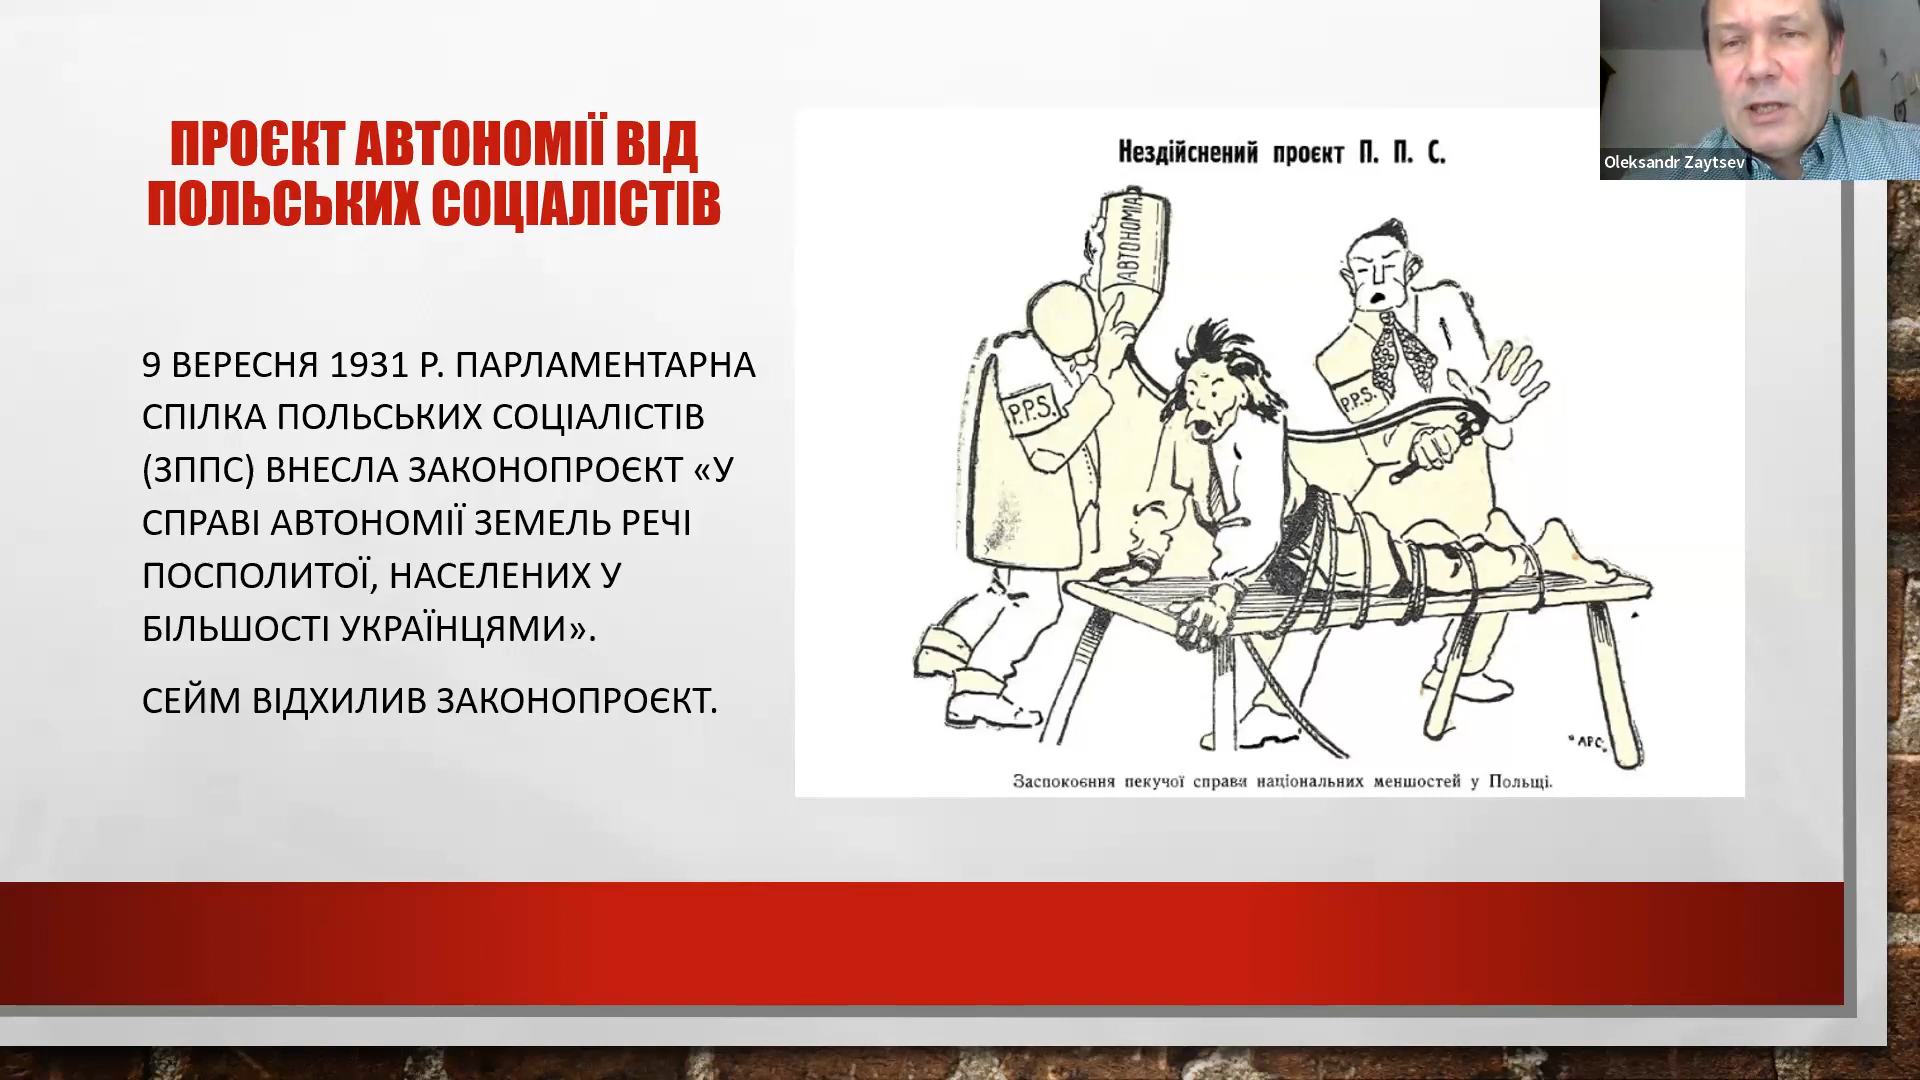 ПРОЄКТ АВТОНОМІЇ ВІД
ПОЛЬСЬКИХ СОЦІАЛІСТІВ
9 ВЕРЕСНЯ 1931 Р. ПАРЛАМЕНТАРНА
СПІЛКА ПОЛЬСЬКИХ СОЦІАЛІСТІВ
(ЗППС) ВНЕСЛА ЗАКОНОПРОЄКТ «У
СПРАВІ АВТОНОМІЇ ЗЕМЕЛЬ РЕЧІ
ПОСПОЛИТОЇ, НАСЕЛЕНИХ У
БІЛЬШОСТІ УКРАЇНЦЯМИ».
СЕЙМ ВІДХИЛИВ ЗАКОНОПРОЄКТ.
Нездійснений проєкт П. П. С.
АВТОНОМІЯ
P.P.S.
P.P.S.
"АРС"
Заспокоєння пекучої справи національних меншостей у Польщі.
Oleksandr Zaytsev